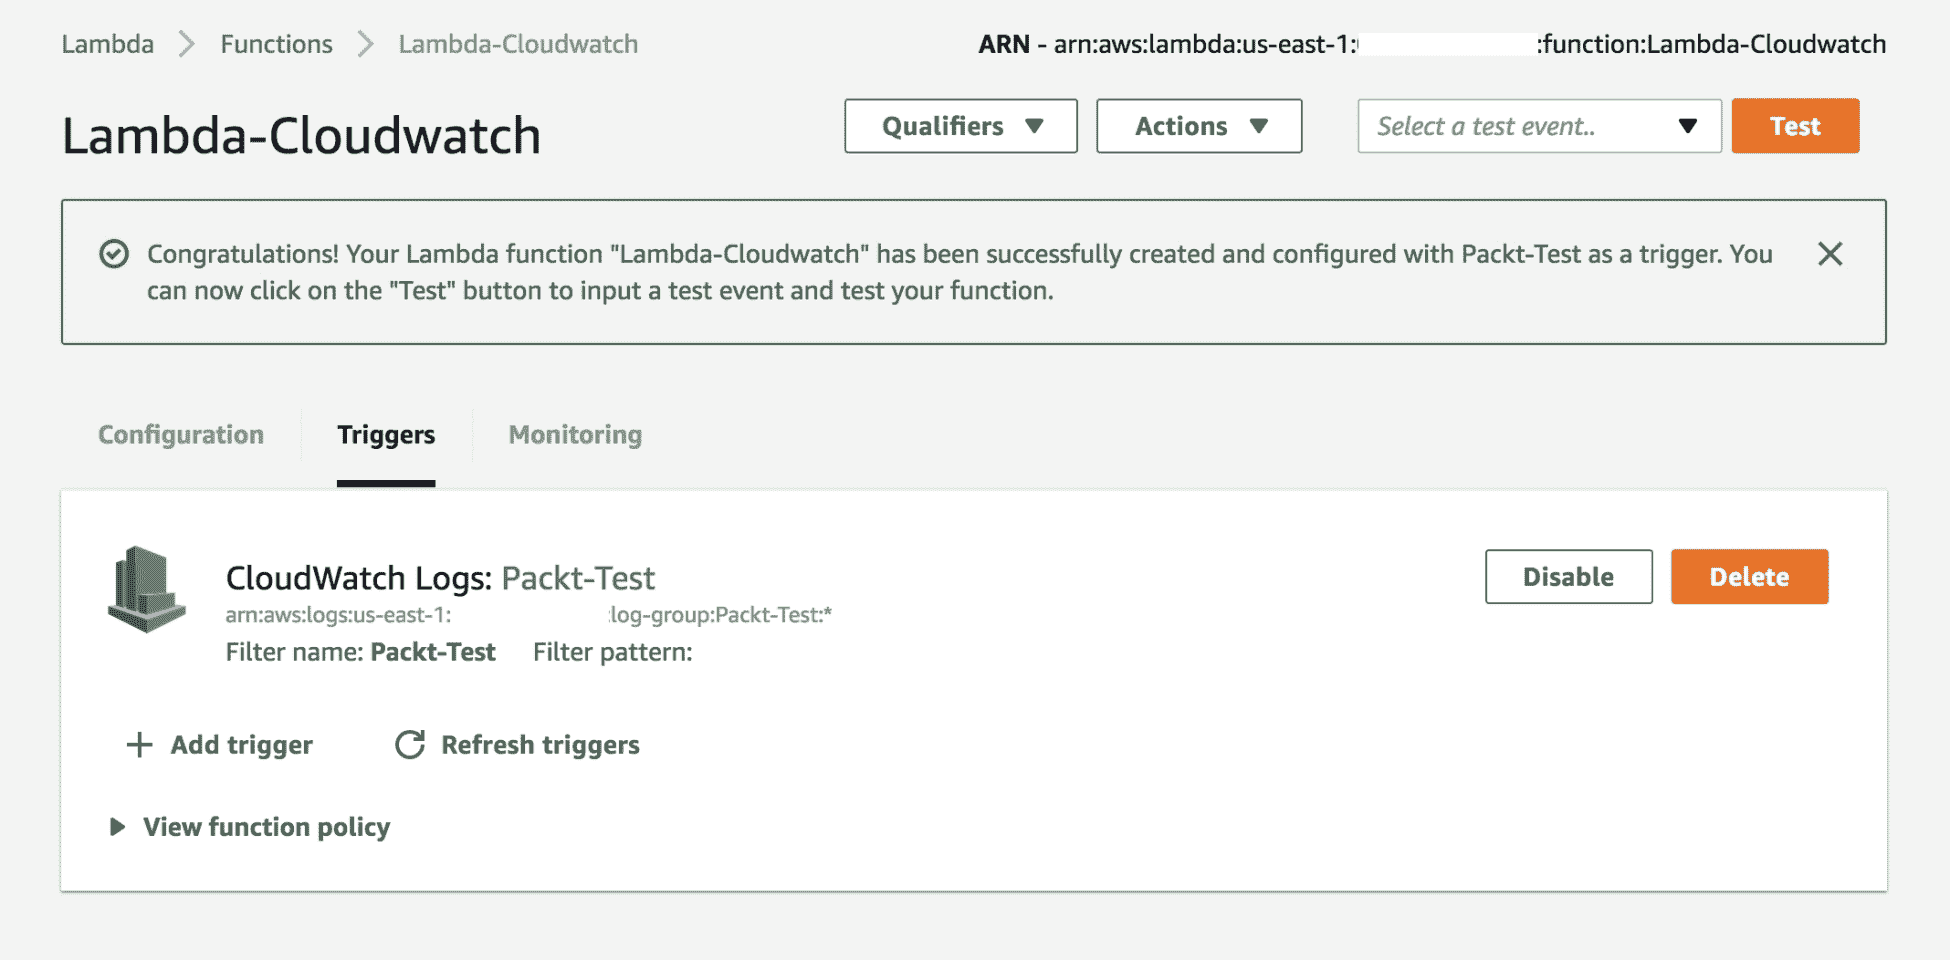 Lambda Functions Lambda-Cloudwatch
ARN - arn:aws:lambda:us-east-1: :function:Lambda-Cloudwatch
Lambda-Cloudwatch
Qualifiers Actions Select a test event.. Test
Congratulations! Your Lambda function "Lambda-Cloudwatch" has been successfully created and configured with Packt-Test as a trigger. You
can now click on the "Test" button to input a test event and test your function.
Configuration Triggers Monitoring
CloudWatch Logs: Packt-Test
Disable Delete
arn:aws:logs:us-east-1: :log-group:Packt-Test:*
Filter name: Packt-Test Filter pattern:
Add trigger Refresh triggers
View function policy